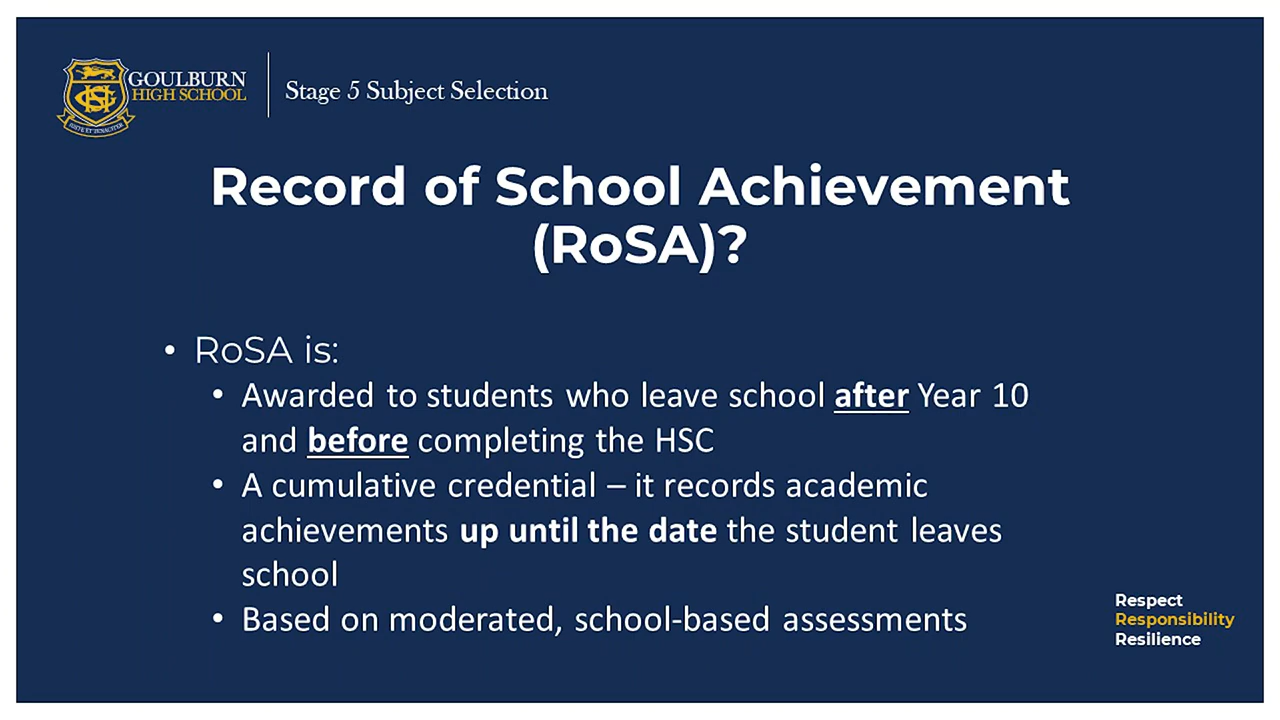 GOULBURN
HIGH SCHOOL
Stage 5 Subject Selection
Record of School Achievement
(RoSA)?
• RoSA is:
• Awarded to students who leave school after Year 10
and before completing the HSC
• A cumulative credential – it records academic
achievements up until the date the student leaves
school
• Based on moderated, school-based assessments
Respect
Responsibility
Resilience